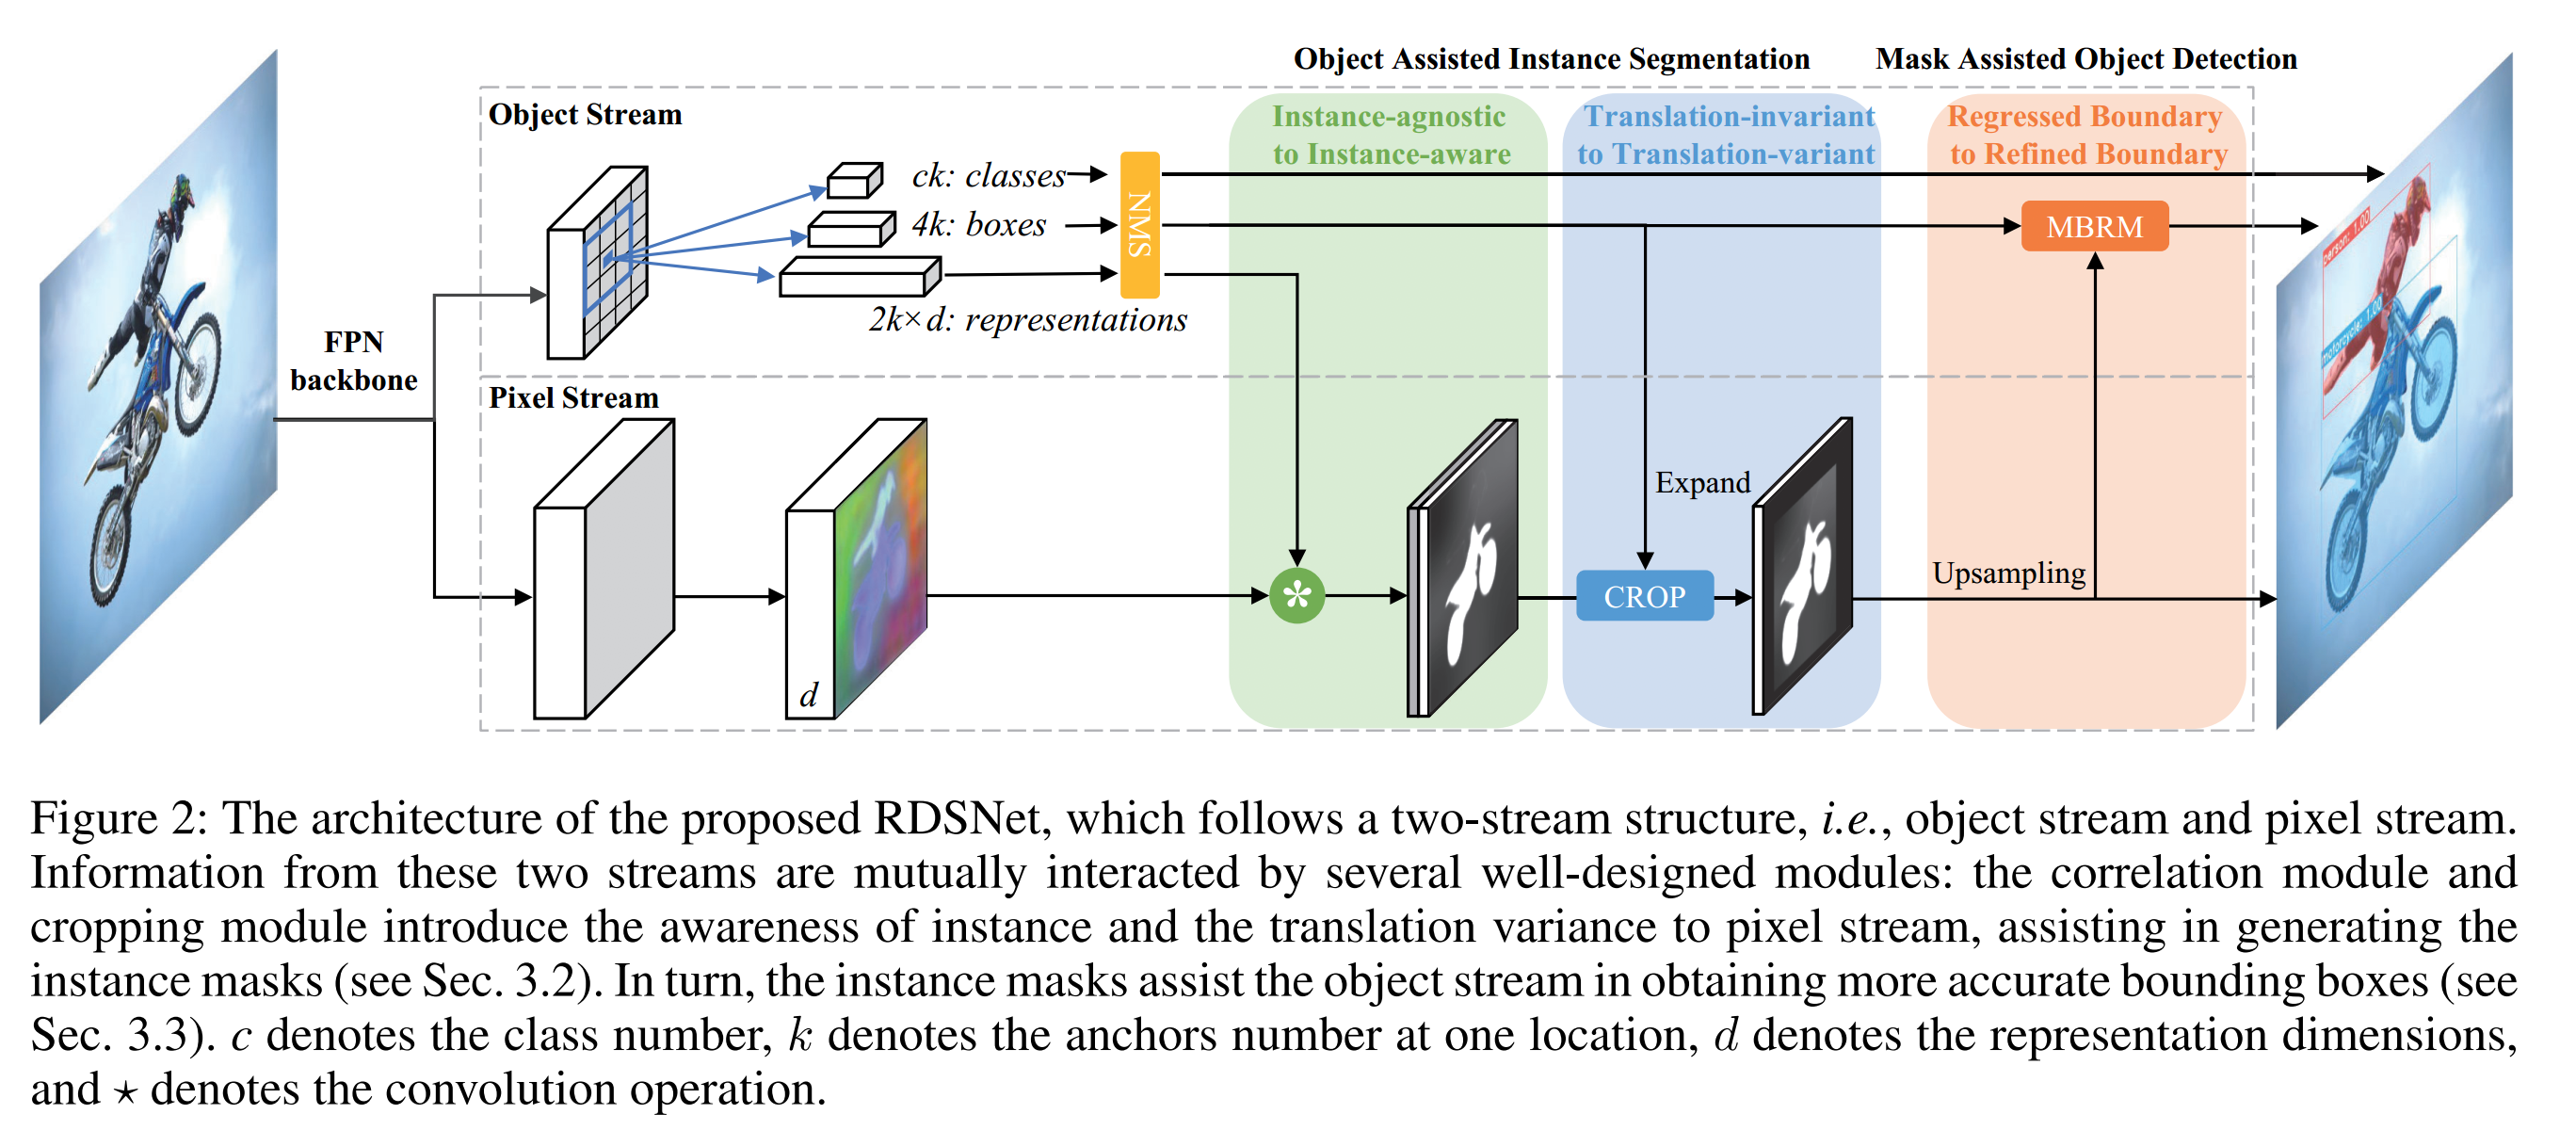 Object Assisted Instance Segmentation
Mask Assisted Object Detection
Object Stream
Instance-agnostic
to Instance-aware
Translation-invariant
to Translation-variant
Regressed Boundary
to Refined Boundary
ck: classes
4k: boxes
2k×d: representations
NMS
MBRM
person: 1.00
motorcycle: 1.00
FPN
backbone
Pixel Stream
Expand
CROP
Upsampling
*
d
Figure 2: The architecture of the proposed RDSNet, which follows a two-stream structure, i.e., object stream and pixel stream.
Information from these two streams are mutually interacted by several well-designed modules: the correlation module and
cropping module introduce the awareness of instance and the translation variance to pixel stream, assisting in generating the
instance masks (see Sec. 3.2). In turn, the instance masks assist the object stream in obtaining more accurate bounding boxes (see
Sec. 3.3). c denotes the class number, k denotes the anchors number at one location, d denotes the representation dimensions,
and ⋆ denotes the convolution operation.